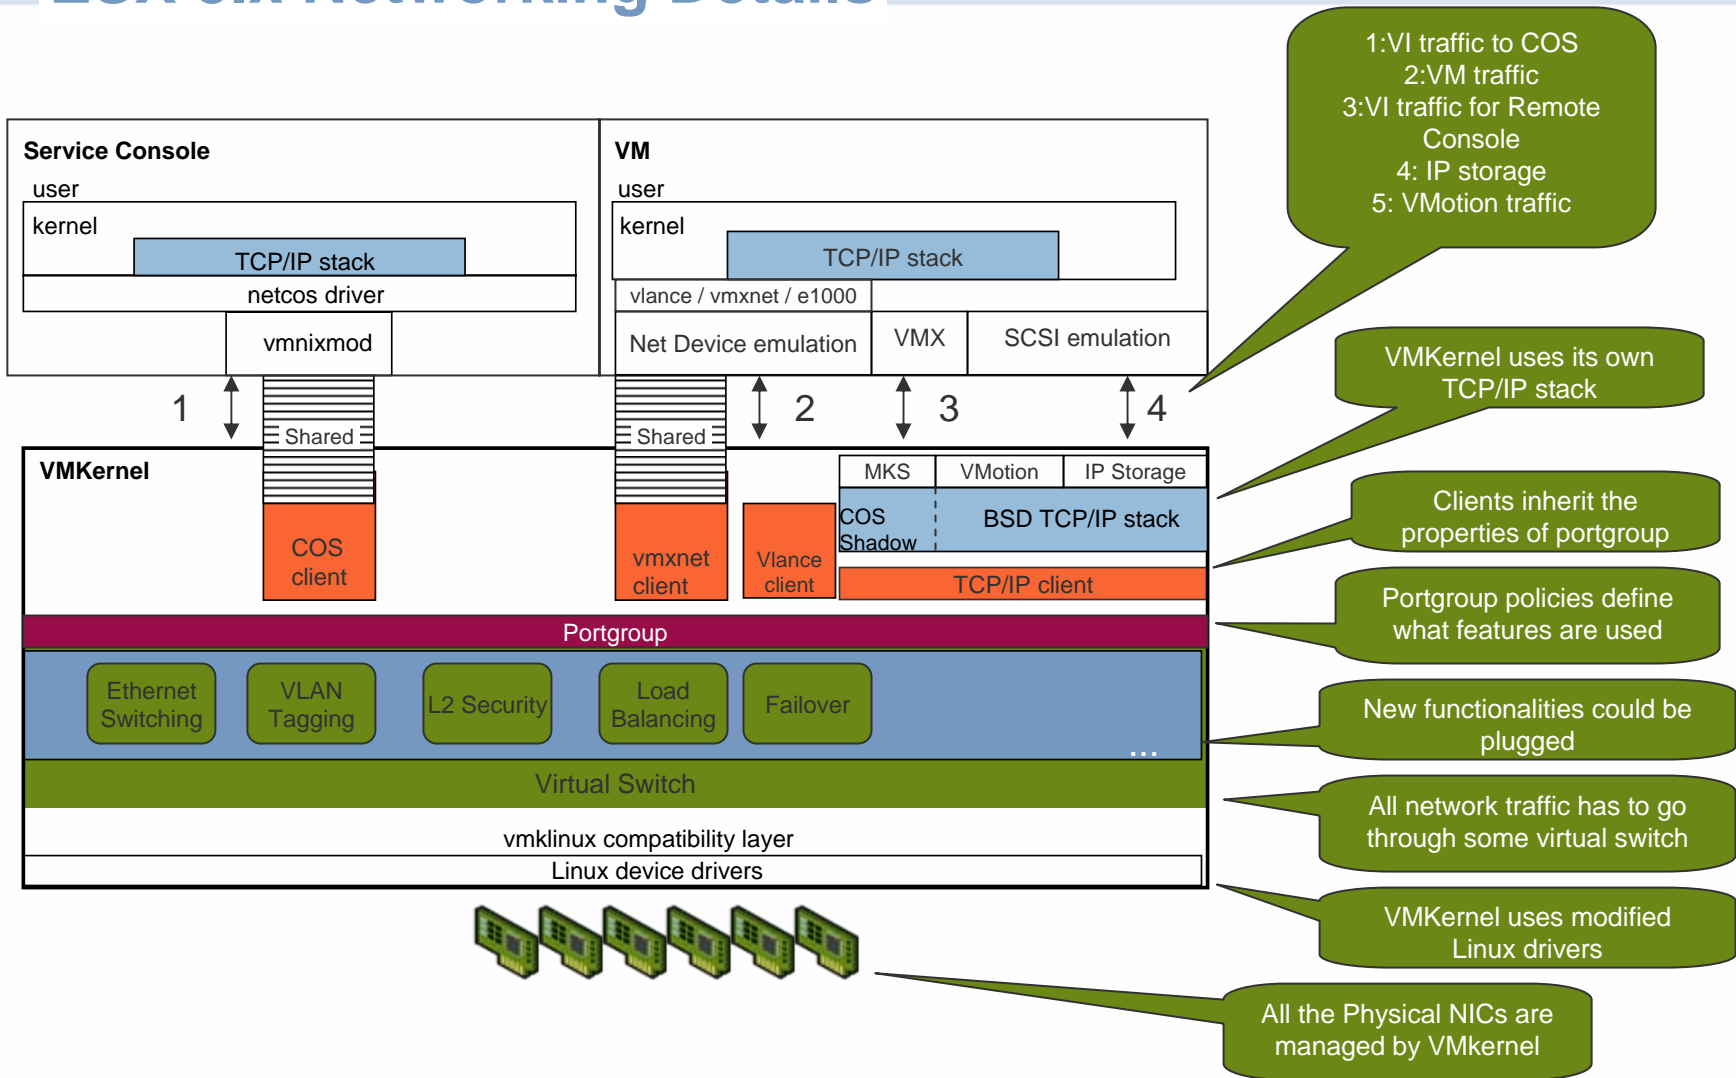 Networking Details
1:VI traffic to COS
2:VM traffic
3:VI traffic for Remote
Console
4: IP storage
5: VMotion traffic
Service Console
user
kernel
TCP/IP stack
netcos driver
vmnixmod
VM
user
kernel
TCP/IP stack
vlance / vmxnet / e1000
Net Device emulation
VMX
SCSI emulation
VMKernel uses its own
TCP/IP stack
1
Shared
Shared
2
3
4
VMKernel
MKS
VMotion
IP Storage
COS
Shadow
BSD TCP/IP stack
COS
client
vmxnet
client
Vlance
client
TCP/IP client
Clients inherit the
properties of portgroup
Portgroup
Portgroup policies define
what features are used
Ethernet
Switching
VLAN
Tagging
L2 Security
Load
Balancing
Failover
...
New functionalities could be
plugged
Virtual Switch
All network traffic has to go
through some virtual switch
vmklinux compatibility layer
Linux device drivers
VMKernel uses modified
Linux drivers
All the Physical NICs are
managed by VMkernel